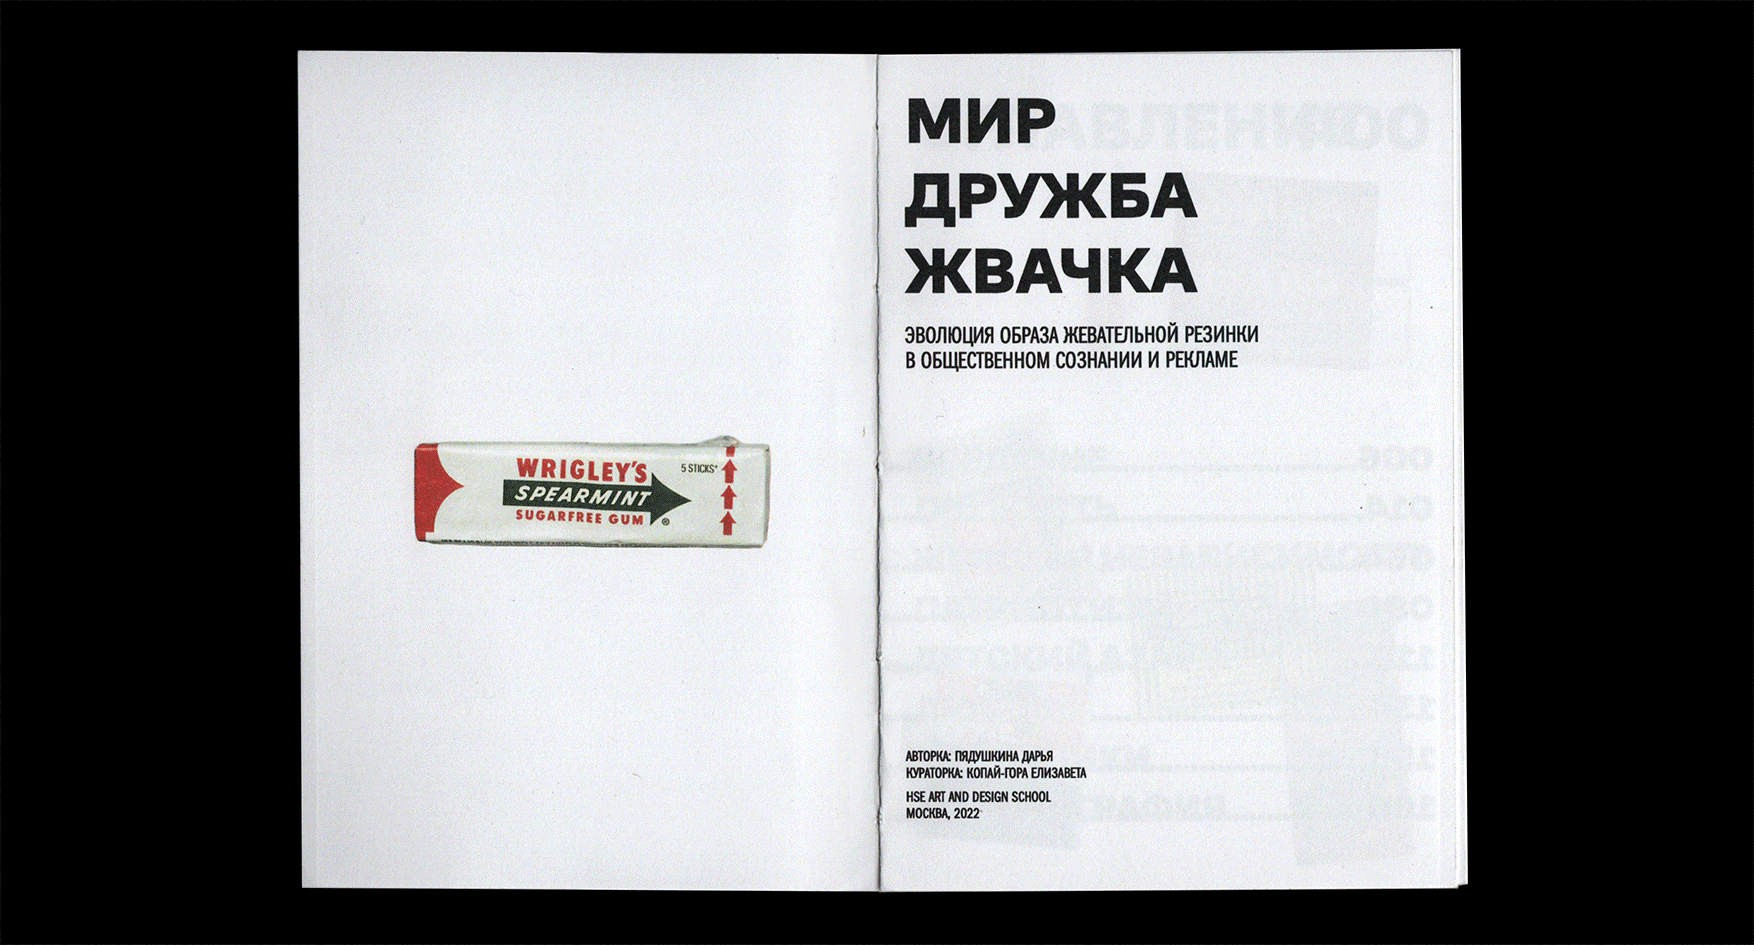 WRIGLEY'S
5 STICKS*
SPEARMINT
SUGARFREE GUM
®
МИР
ДРУЖБА
ЖВАЧКА
ЭВОЛЮЦИЯ ОБРАЗА ЖЕВАТЕЛЬНОЙ РЕЗИНКИ
В ОБЩЕСТВЕННОМ СОЗНАНИИ И РЕКЛАМЕ
АВТОРКА: ПЯДУШКИНА ДАРЬЯ
КУРАТОРКА: КОПАЙ-ГОРА ЕЛИЗАВЕТА
HSE ART AND DESIGN SCHOOL
МОСКВА, 2022